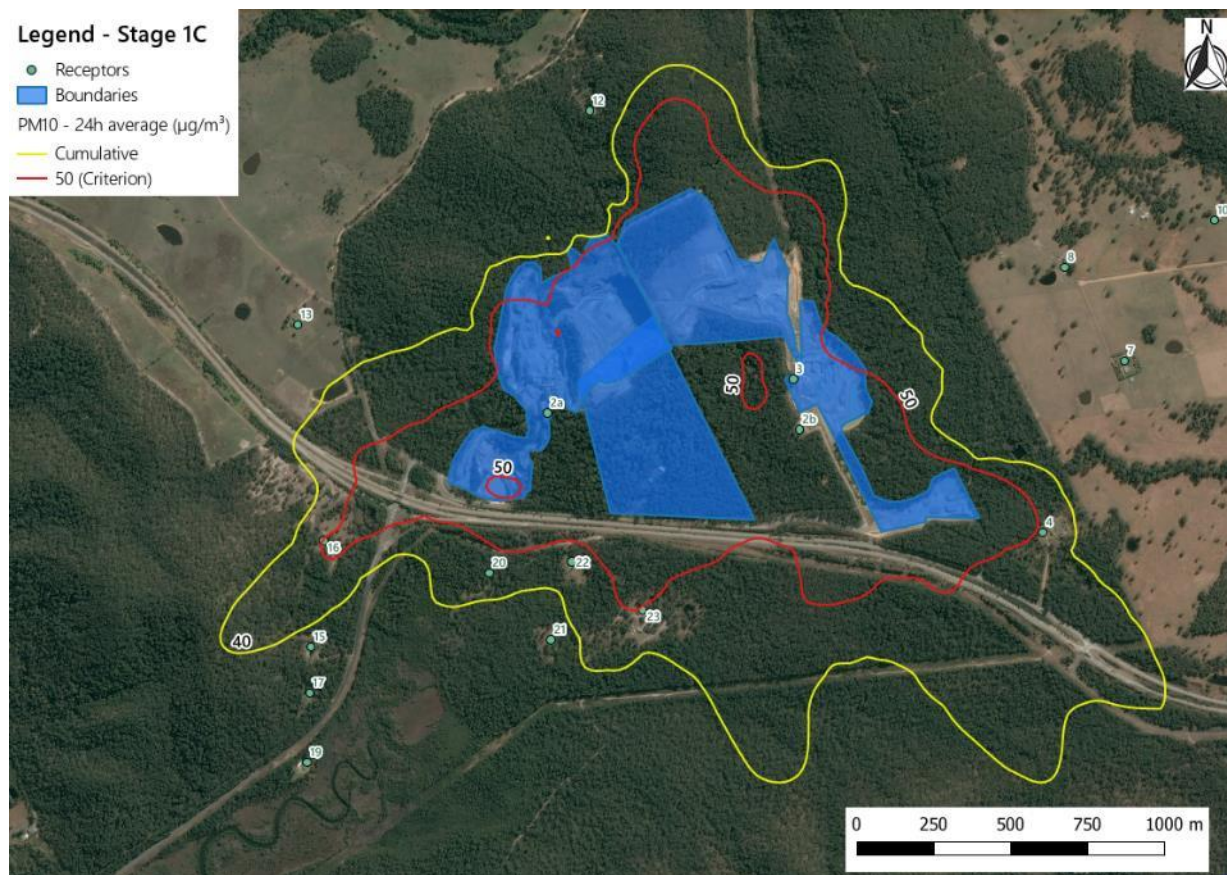 Legend - Stage 1C
Receptors
Boundaries
PM10 - 24h average (µg/m³)
Cumulative
50 (Criterion)
N
12
10
8
13
7
3
50
50
2a
2b
50
4
16
20
22
23
21
40
15
17
19
0 250 500 750 1000 m